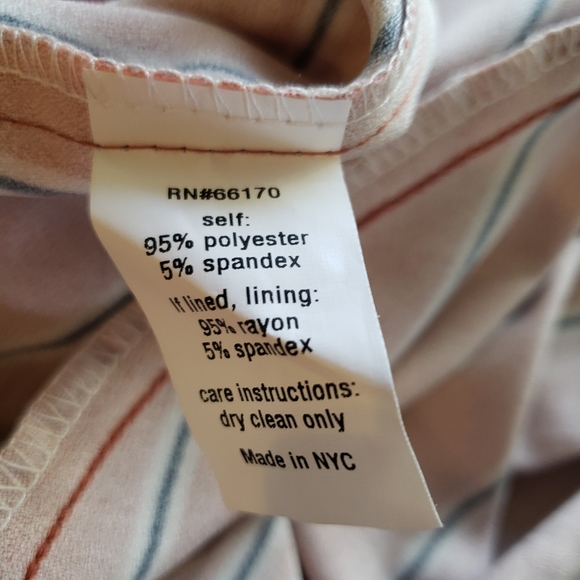 RN#66170
self:
95% polyester
5% spandex
If lined, lining:
95% rayon
5% spandex
care instructions:
dry clean only
Made in NYC